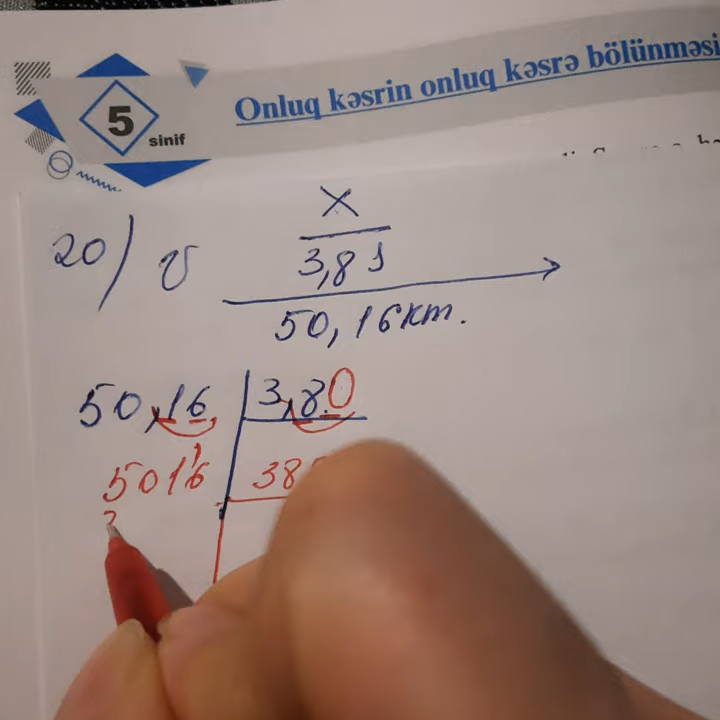 5
sinif
Onluq kəsrin onluq kəsrə bölünməsi
20) v
x
3,8 s
50,16 km.
50,16 3,80
5016 38